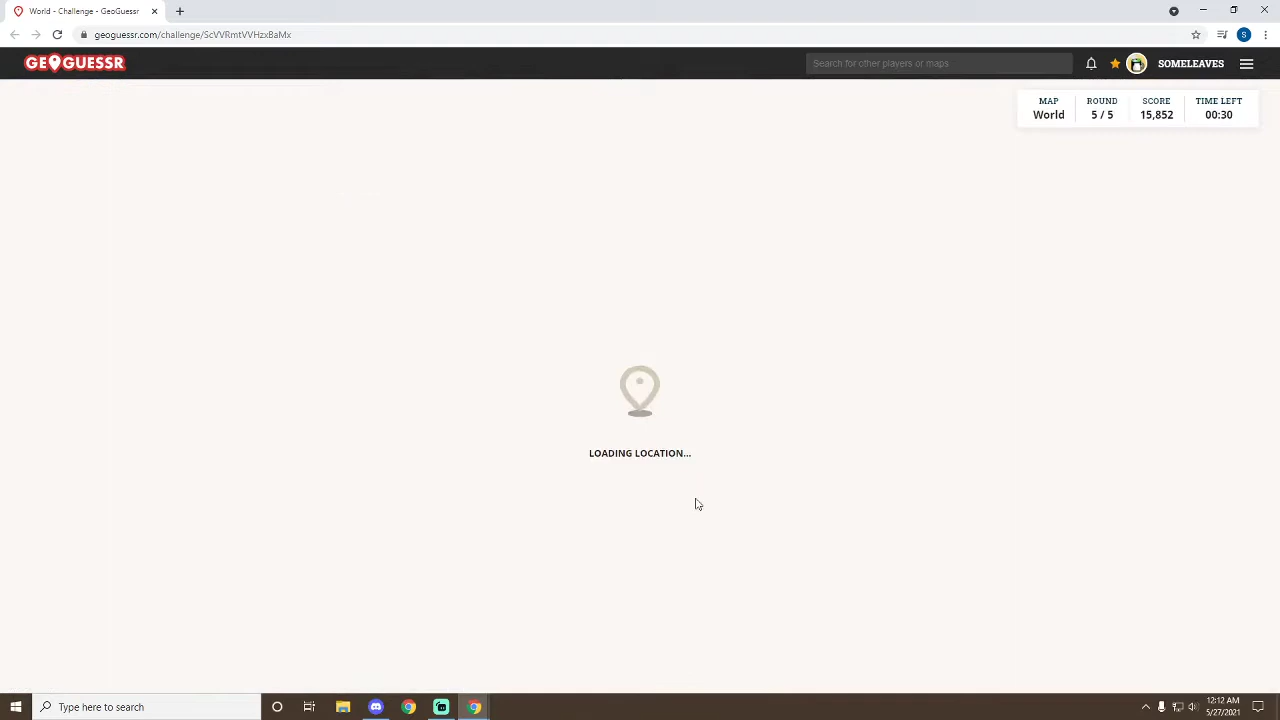 World - Challenge - GeoGuessr
geoguessr.com/challenge/ScVVRmtVVHzxBaMx
GEOGUESSR
Search for other players or maps
SOMELEAVES
MAP ROUND SCORE TIME LEFT
World 5 / 5 15,852 00:30
LOADING LOCATION...
Type here to search
12:12 AM
5/27/2021
S